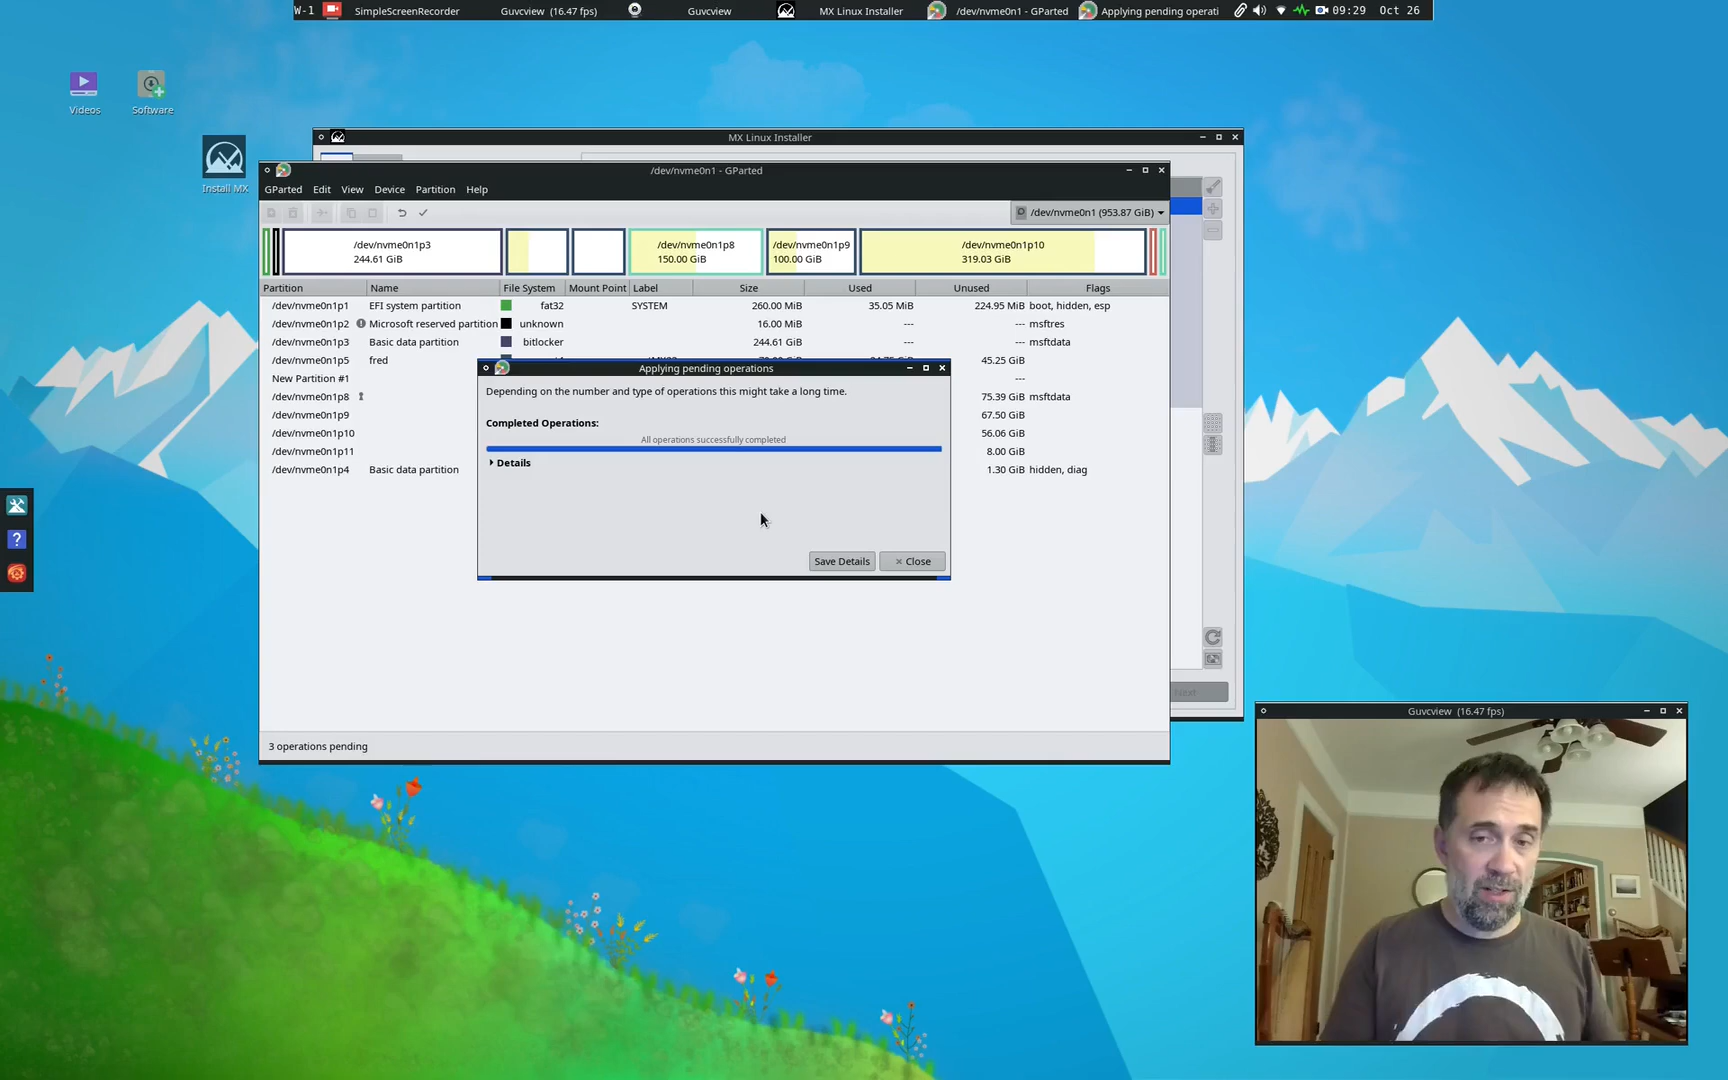 W-1 SimpleScreenRecorder Guvcview (16.47 fps) Guvcview MX Linux Installer /dev/nvme0n1 - GParted Applying pending operati 09:29 Oct 26
Videos Software
Install MX
MX Linux Installer
/dev/nvme0n1 - GParted
GParted Edit View Device Partition Help
/dev/nvme0n1 (953.87 GiB)
/dev/nvme0n1p3 /dev/nvme0n1p8 /dev/nvme0n1p9 /dev/nvme0n1p10
244.61 GiB 150.00 GiB 100.00 GiB 319.03 GiB
Partition Name File System Mount Point Label Size Used Unused Flags
/dev/nvme0n1p1 EFI system partition fat32 SYSTEM 260.00 MiB 35.05 MiB 224.95 MiB boot, hidden, esp
/dev/nvme0n1p2 Microsoft reserved partition unknown 16.00 MiB --- --- msftres
/dev/nvme0n1p3 Basic data partition bitlocker 244.61 GiB --- --- msftdata
/dev/nvme0n1p5 fred 45.25 GiB
New Partition #1 ---
/dev/nvme0n1p8 75.39 GiB msftdata
/dev/nvme0n1p9 67.50 GiB
/dev/nvme0n1p10 56.06 GiB
/dev/nvme0n1p11 8.00 GiB
/dev/nvme0n1p4 Basic data partition 1.30 GiB hidden, diag
Applying pending operations
Depending on the number and type of operations this might take a long time.
Completed Operations:
All operations successfully completed
Details
Save Details Close
Next
3 operations pending
Guvcview (16.47 fps)